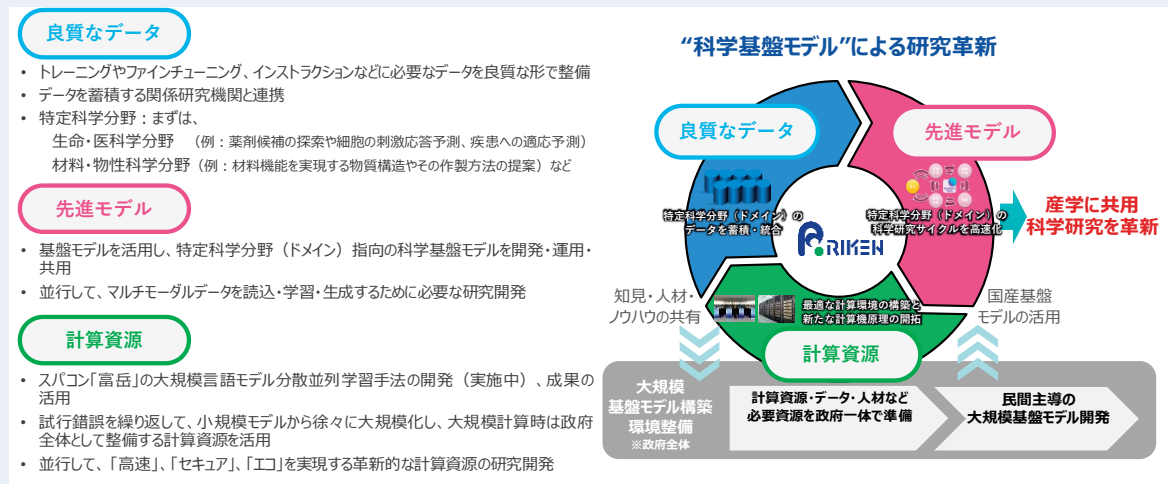 良質なデータ
• トレーニングやファインチューニング、インストラクションなどに必要なデータを良質な形で整備
• データを蓄積する関係研究機関と連携
• 特定科学分野：まずは、
生命・医科学分野　（例：薬剤候補の探索や細胞の刺激応答予測、疾患への適応予測）
材料・物性科学分野（例：材料機能を実現する物質構造やその作製方法の提案）など
先進モデル
• 基盤モデルを活用し、特定科学分野（ドメイン）指向の科学基盤モデルを開発・運用・
共用
• 並行して、マルチモーダルデータを読込・学習・生成するために必要な研究開発
計算資源
• スパコン「富岳」の大規模言語モデル分散並列学習手法の開発（実施中）、成果の
活用
• 試行錯誤を繰り返して、小規模モデルから徐々に大規模化し、大規模計算時は政府
全体として整備する計算資源を活用
• 並行して、「高速」、「セキュア」、「エコ」を実現する革新的な計算資源の研究開発
“科学基盤モデル”による研究革新
良質なデータ
先進モデル
特定科学分野（ドメイン）の
データを蓄積・統合
特定科学分野（ドメイン）の
科学研究サイクルを高速化
RIKEN
産学に共用
科学研究を革新
知見・人材・
ノウハウの共有
最適な計算環境の構築と
新たな計算機原理の開拓
国産基盤
モデルの活用
計算資源
大規模
基盤モデル構築
環境整備
※政府全体
計算資源・データ・人材など
必要資源を政府一体で準備
民間主導の
大規模基盤モデル開発